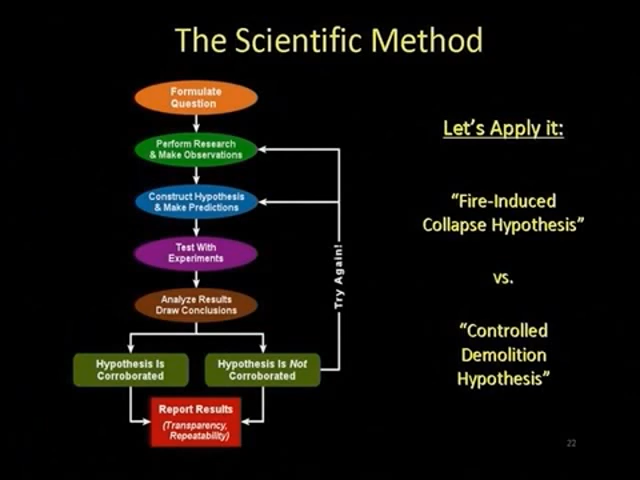 The Scientific Method
Formulate
Question
Perform Research
& Make Observations
Construct Hypothesis
& Make Predictions
Test With
Experiments
Analyze Results
Draw Conclusions
Hypothesis Is
Corroborated
Hypothesis Is Not
Corroborated
Report Results
(Transparency,
Repeatability)
Try Again!
Let's Apply it:
“Fire-Induced
Collapse Hypothesis”
vs.
“Controlled
Demolition
Hypothesis”
22